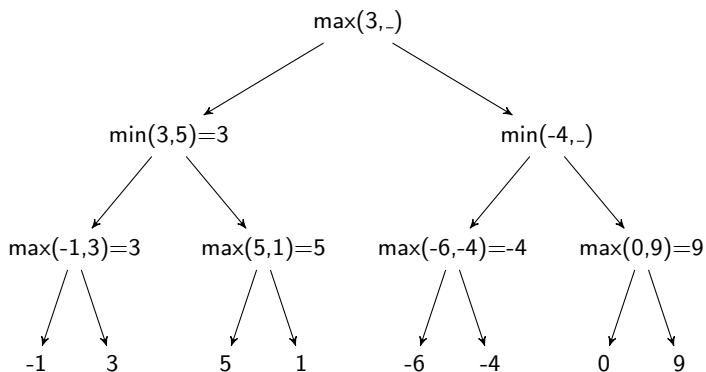 max(3,_)
min(3,5)=3 min(-4,_)
max(-1,3)=3 max(5,1)=5 max(-6,-4)=-4 max(0,9)=9
-1 3 5 1 -6 -4 0 9